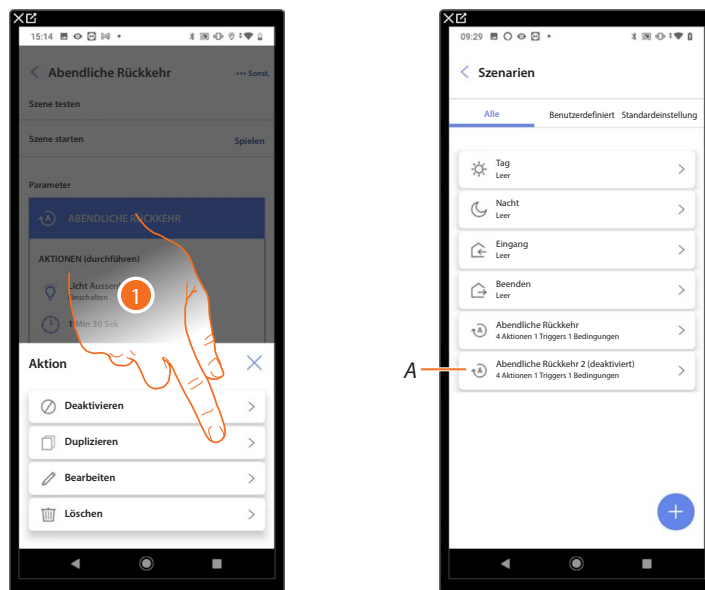 15:14
Abendliche Rückkehr
••• Sonst.
Szene testen
Szene starten
Spielen
Parameter
ABENDLICHE RÜCKKEHR
AKTIONEN (durchführen)
Licht Aussen
Einschalten
1 Min 30 Sek
1
Aktion
Deaktivieren
Duplizieren
Bearbeiten
Löschen
09:29
Szenarien
Alle
Benutzerdefiniert
Standardeinstellung
Tag
Leer
Nacht
Leer
Eingang
Leer
Beenden
Leer
Abendliche Rückkehr
4 Aktionen 1 Triggers 1 Bedingungen
A
Abendliche Rückkehr 2 (deaktiviert)
4 Aktionen 1 Triggers 1 Bedingungen